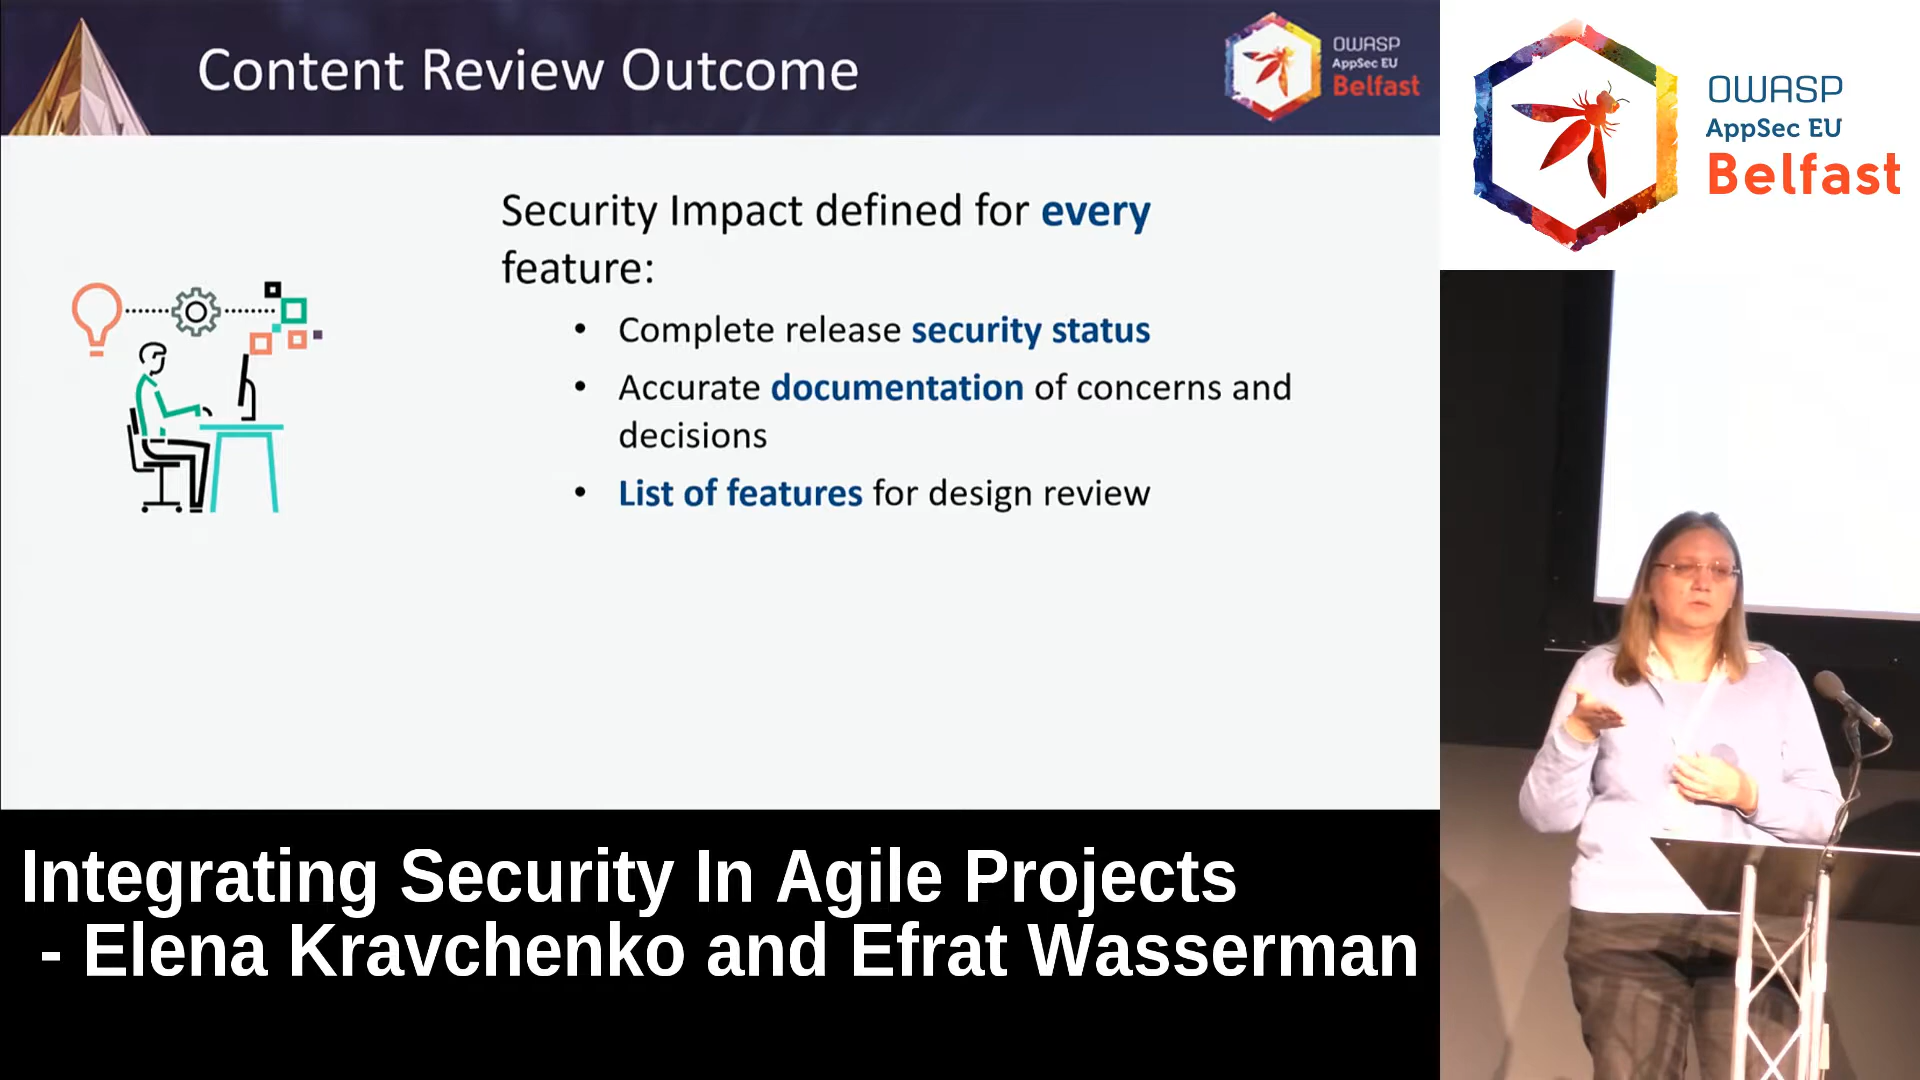 Content Review Outcome
OWASP
AppSec EU
Belfast
OWASP
AppSec EU
Belfast
Security Impact defined for every
feature:
• Complete release security status
• Accurate documentation of concerns and
decisions
• List of features for design review
Integrating Security In Agile Projects
- Elena Kravchenko and Efrat Wasserman